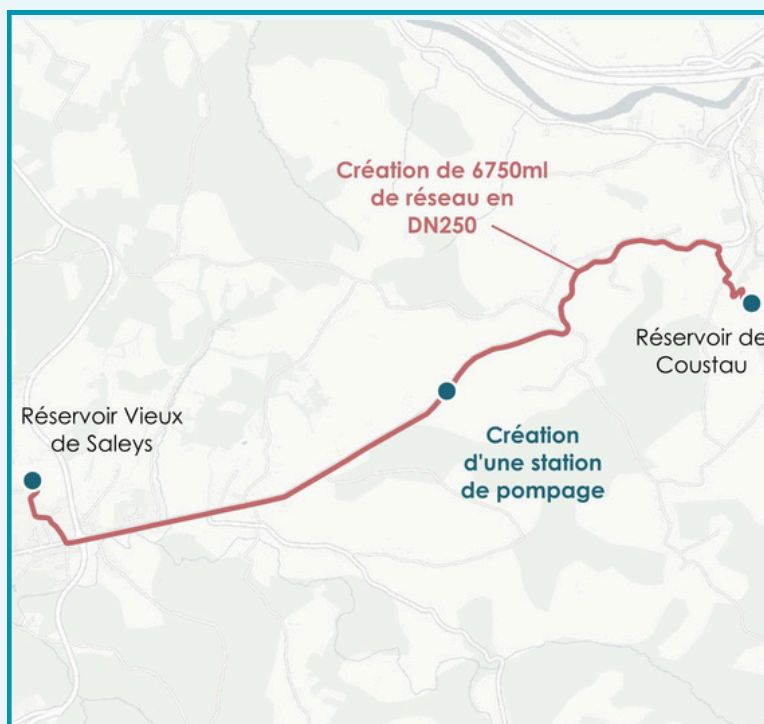 Création de 6750ml
de réseau en
DN250
Réservoir de
Coustau
Réservoir Vieux
de Saleys
Création
d'une station
de pompage